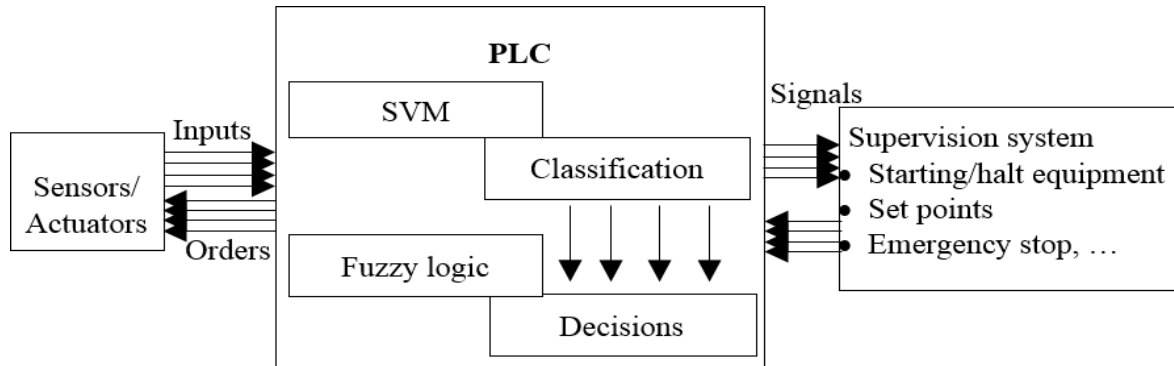 PLC
SVM
Classification
Fuzzy logic
Decisions
Inputs
Sensors/
Actuators
Orders
Signals
Supervision system
• Starting/halt equipment
• Set points
• Emergency stop, …